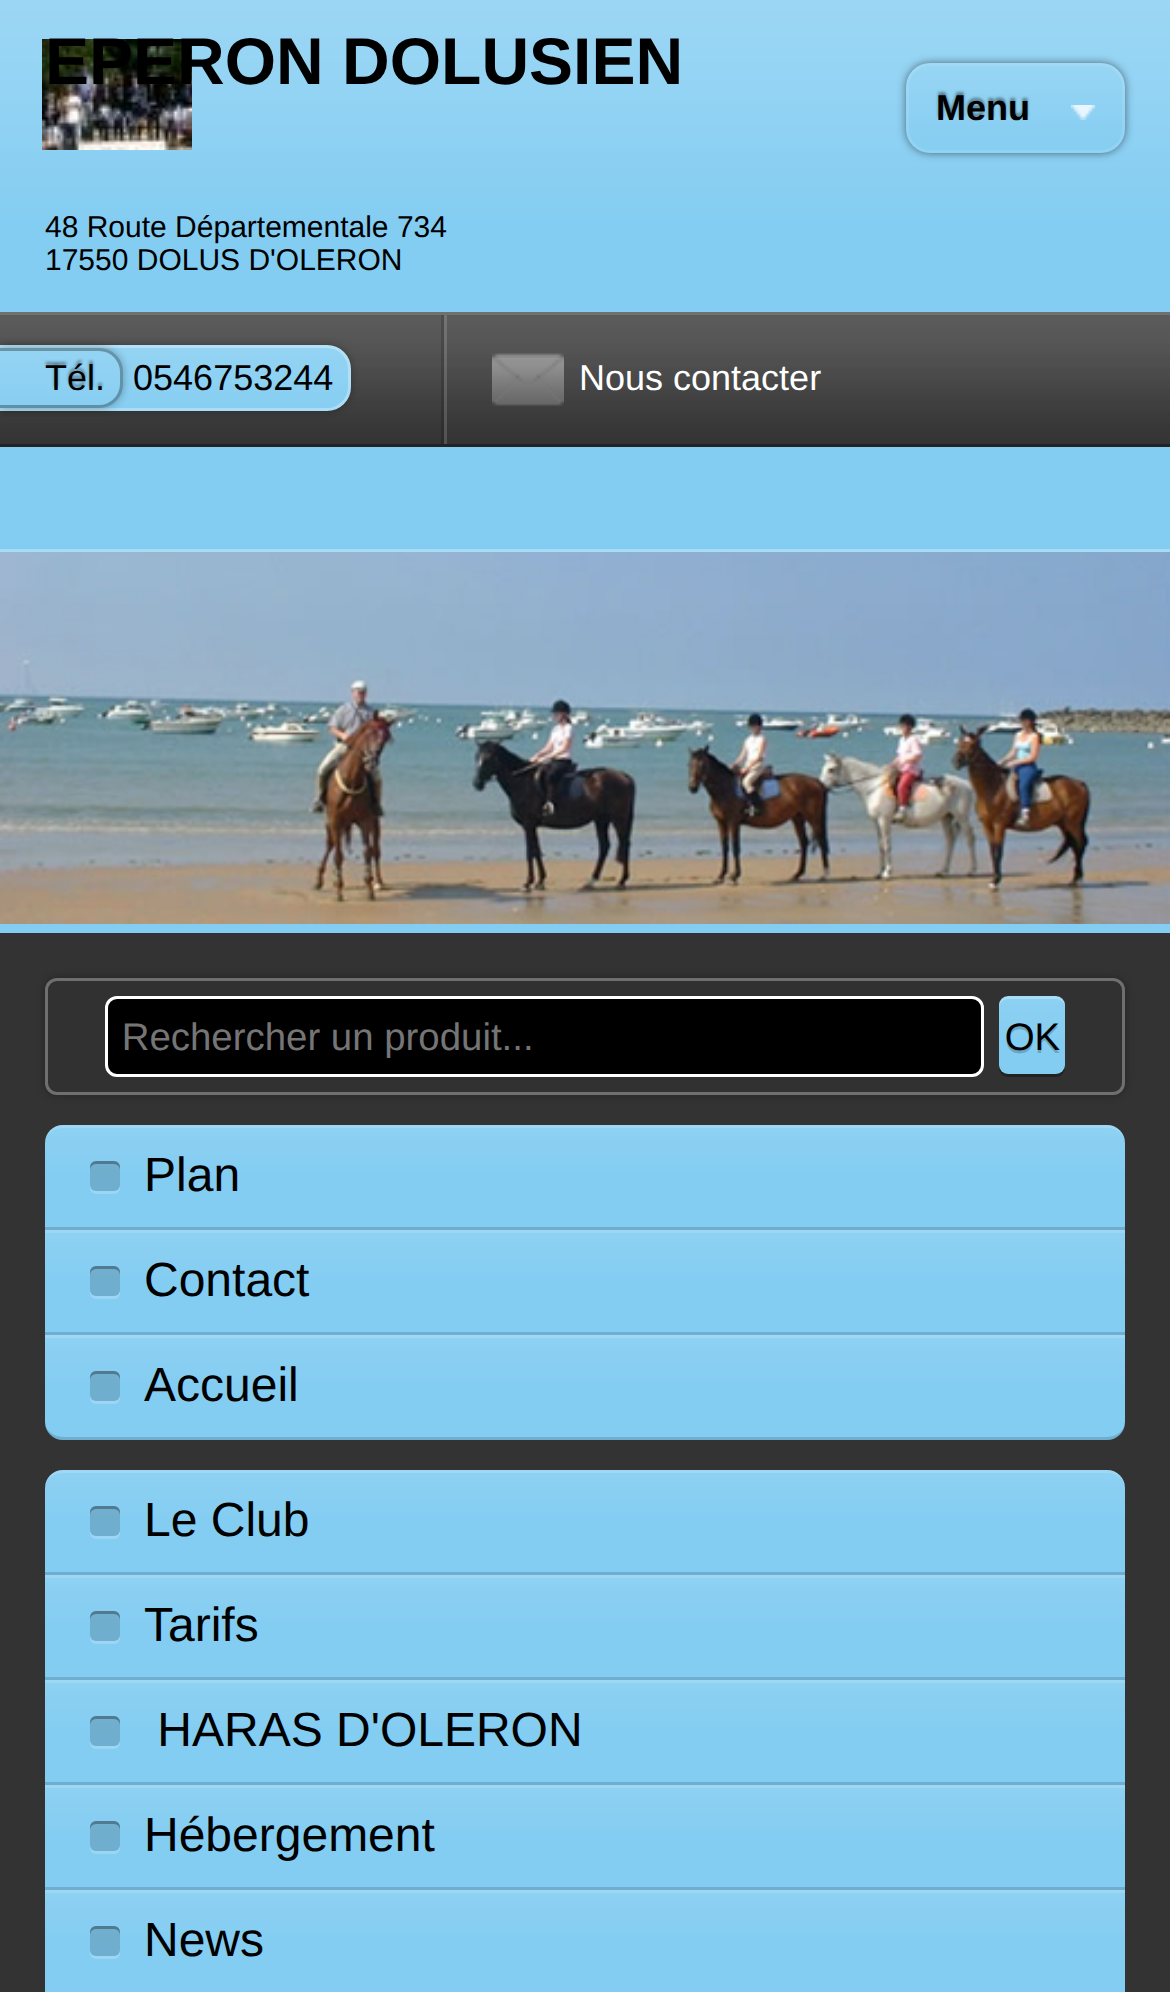 EPERON DOLUSIEN
Menu
48 Route Départementale 734
17550 DOLUS D'OLERON
Tél. 0546753244
Nous contacter
Rechercher un produit...
OK
Plan
Contact
Accueil
Le Club
Tarifs
HARAS D'OLERON
Hébergement
News